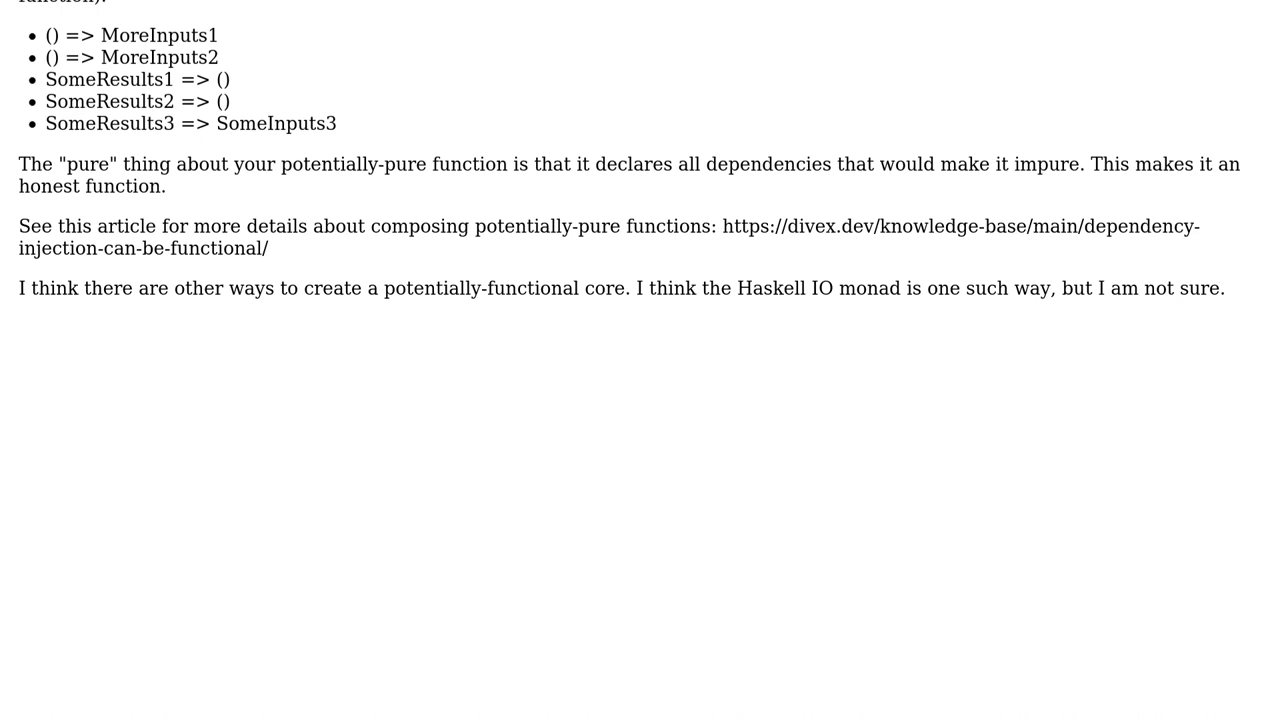 function).
() => MoreInputs1
() => MoreInputs2
SomeResults1 => ()
SomeResults2 => ()
SomeResults3 => SomeInputs3
The "pure" thing about your potentially-pure function is that it declares all dependencies that would make it impure. This makes it an
honest function.
See this article for more details about composing potentially-pure functions: https://divex.dev/knowledge-base/main/dependency-
injection-can-be-functional/
I think there are other ways to create a potentially-functional core. I think the Haskell IO monad is one such way, but I am not sure.